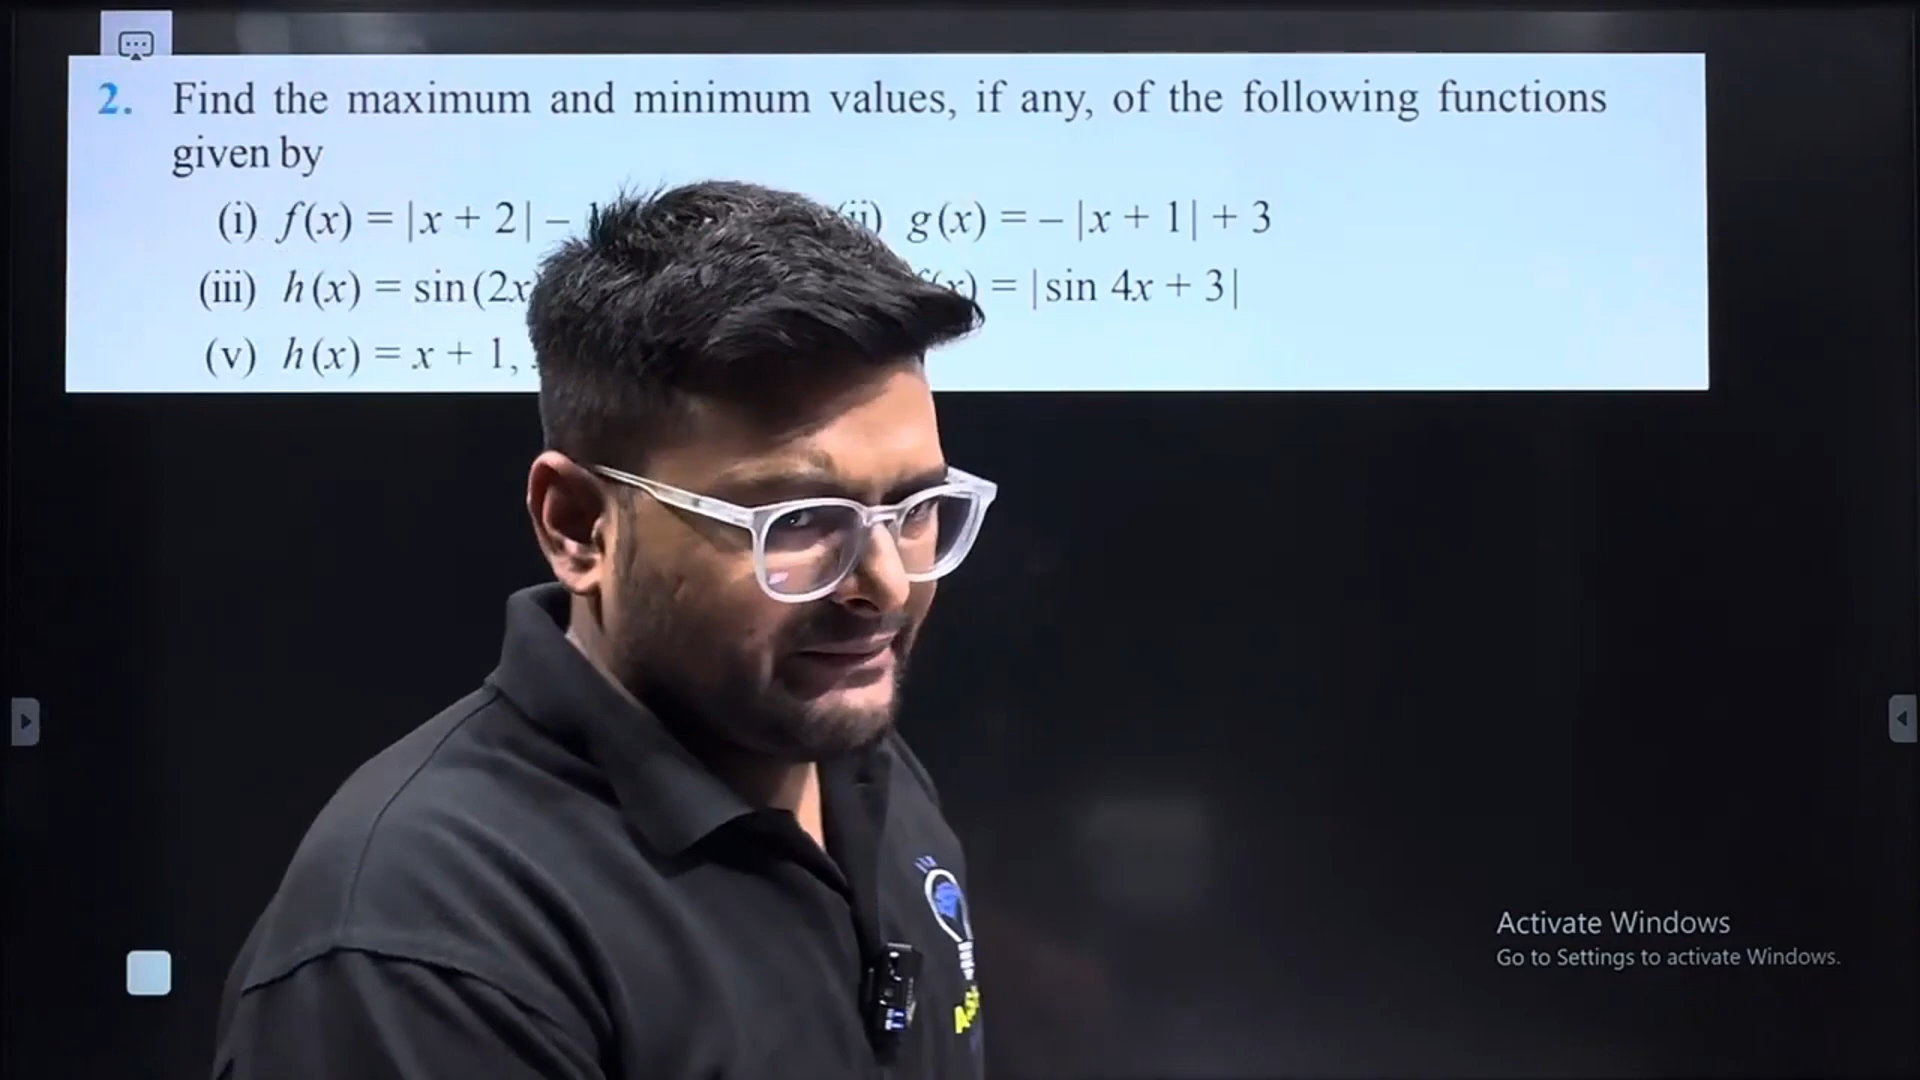 2. Find the maximum and minimum values, if any, of the following functions
given by
(i) f(x) = |x + 2| – (ii) g(x) = – |x + 1| + 3
(iii) h(x) = sin(2x f(x) = |sin 4x + 3|
(v) h(x) = x + 1,
Activate Windows
Go to Settings to activate Windows.